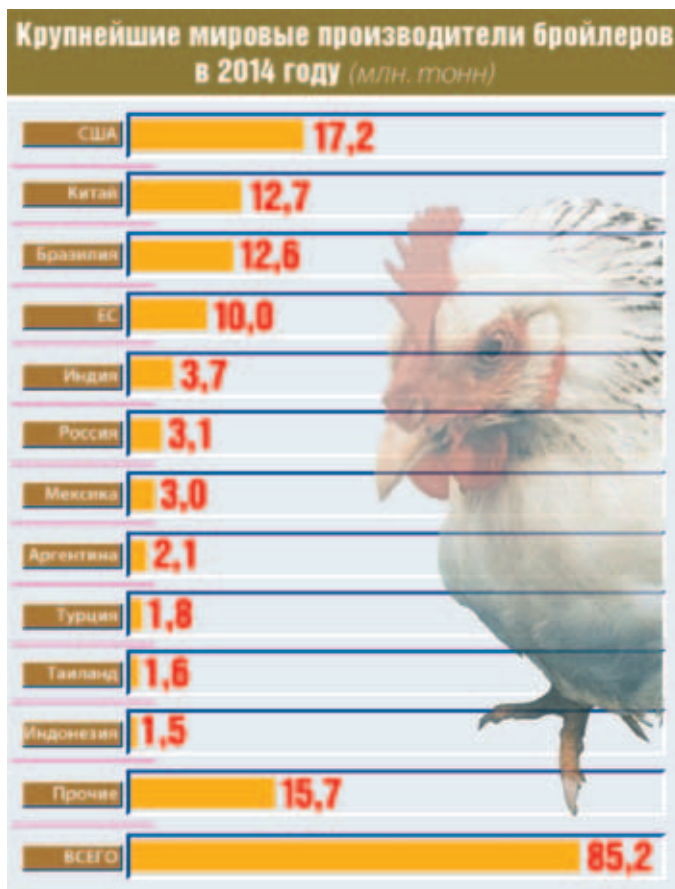 Крупнейшие мировые производители бройлеров
в 2014 году (млн. тонн)
США 17,2
Китай 12,7
Бразилия 12,6
ЕС 10,0
Индия 3,7
Россия 3,1
Мексика 3,0
Аргентина 2,1
Турция 1,8
Таиланд 1,6
Индонезия 1,5
Прочие 15,7
ВСЕГО 85,2